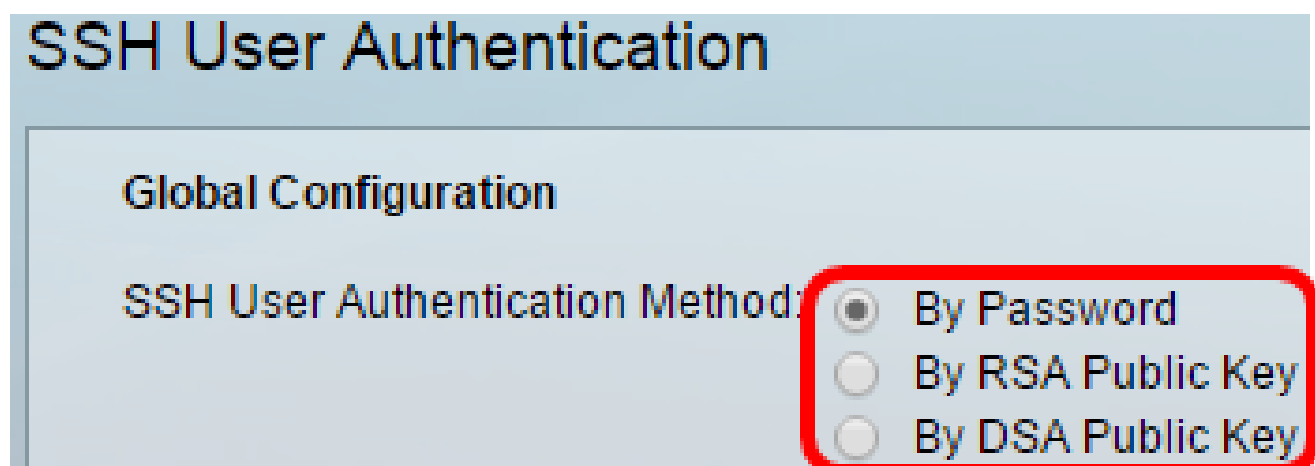 SSH User Authentication
Global Configuration
SSH User Authentication Method: By Password
By RSA Public Key
By DSA Public Key